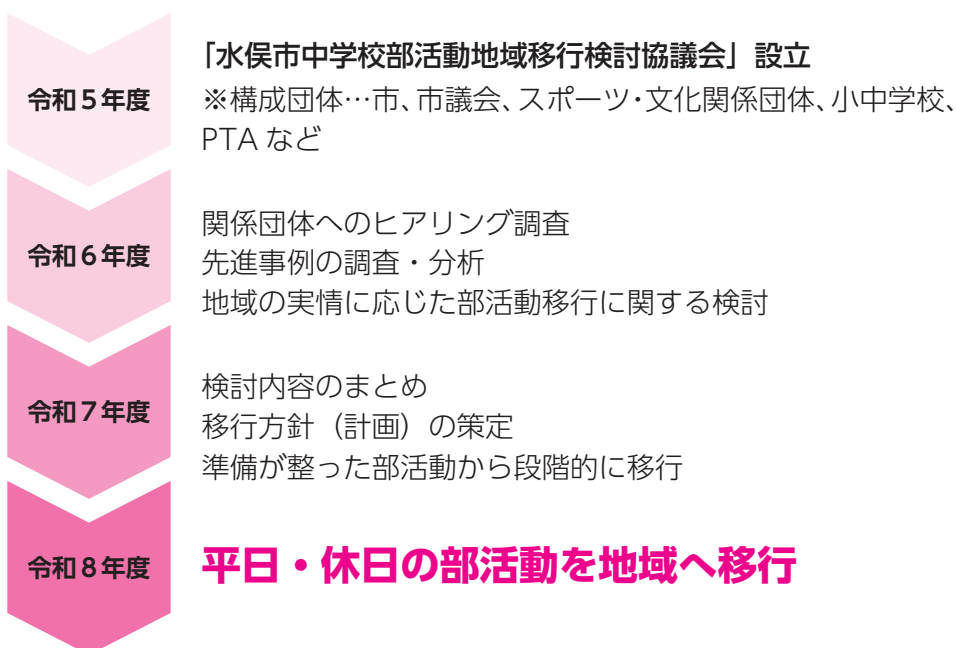 令和5年度
「水俣市中学校部活動地域移行検討協議会」設立
※構成団体…市、市議会、スポーツ・文化関係団体、小中学校、
PTA など
令和6年度
関係団体へのヒアリング調査
先進事例の調査・分析
地域の実情に応じた部活動移行に関する検討
令和7年度
検討内容のまとめ
移行方針（計画）の策定
準備が整った部活動から段階的に移行
令和8年度
平日・休日の部活動を地域へ移行